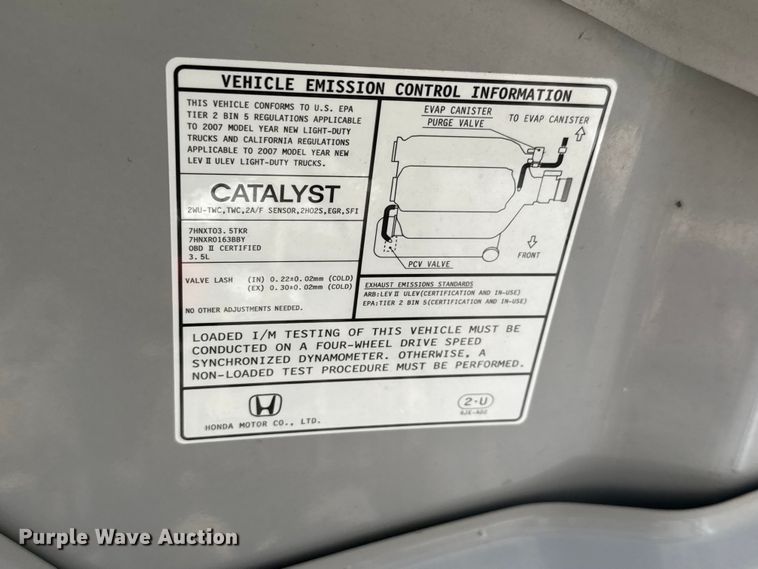 VEHICLE EMISSION CONTROL INFORMATION
THIS VEHICLE CONFORMS TO U.S. EPA
TIER 2 BIN 5 REGULATIONS APPLICABLE
TO 2007 MODEL YEAR NEW LIGHT-DUTY
TRUCKS AND CALIFORNIA REGULATIONS
APPLICABLE TO 2007 MODEL YEAR NEW
LEV II ULEV LIGHT-DUTY TRUCKS.
CATALYST
2WU-TWC,TWC,2A/F SENSOR,2HO2S,EGR,SFI
7HNXT03.5TKR
7HNXR0163BBY
OBD II CERTIFIED
3.5L
VALVE LASH (IN) 0.22±0.02mm (COLD)
(EX) 0.30±0.02mm (COLD)
NO OTHER ADJUSTMENTS NEEDED.
EVAP CANISTER
PURGE VALVE
TO EVAP CANISTER
PCV VALVE
FRONT
EXHAUST EMISSIONS STANDARDS
ARB:LEV II ULEV(CERTIFICATION AND IN-USE)
EPA:TIER 2 BIN 5(CERTIFICATION AND IN-USE)
LOADED I/M TESTING OF THIS VEHICLE MUST BE
CONDUCTED ON A FOUR-WHEEL DRIVE SPEED
SYNCHRONIZED DYNAMOMETER. OTHERWISE, A
NON-LOADED TEST PROCEDURE MUST BE PERFORMED.
HONDA MOTOR CO., LTD.
2-U
Purple Wave Auction